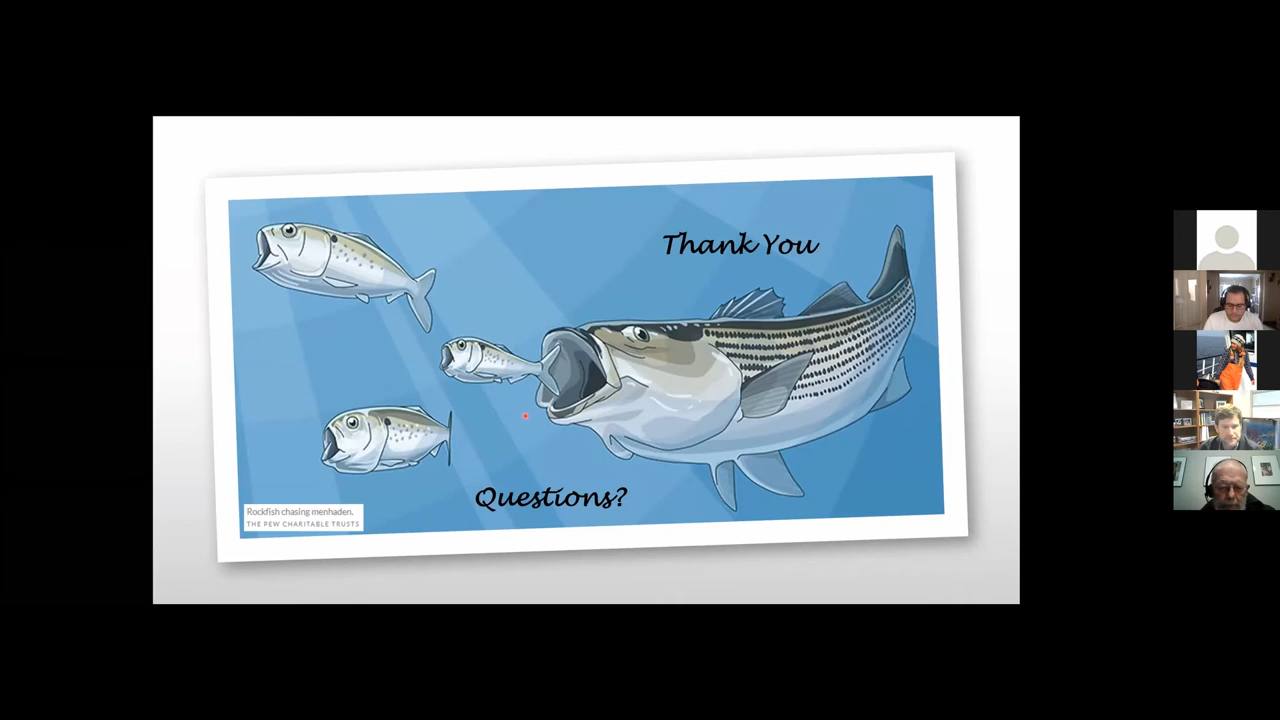 Thank You
Questions?
Rockfish chasing menhaden.
THE PEW CHARITABLE TRUSTS